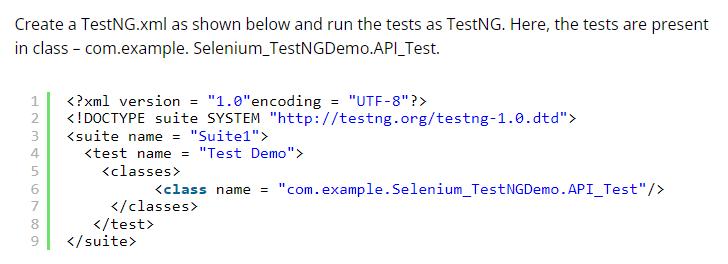 Create a TestNG.xml as shown below and run the tests as TestNG. Here, the tests are present
in class – com.example. Selenium_TestNGDemo.API_Test.
1 <?xml version = "1.0"encoding = "UTF-8"?>
2 <!DOCTYPE suite SYSTEM "http://testng.org/testng-1.0.dtd">
3 <suite name = "Suite1">
4 <test name = "Test Demo">
5 <classes>
6 <class name = "com.example.Selenium_TestNGDemo.API_Test"/>
7 </classes>
8 </test>
9 </suite>